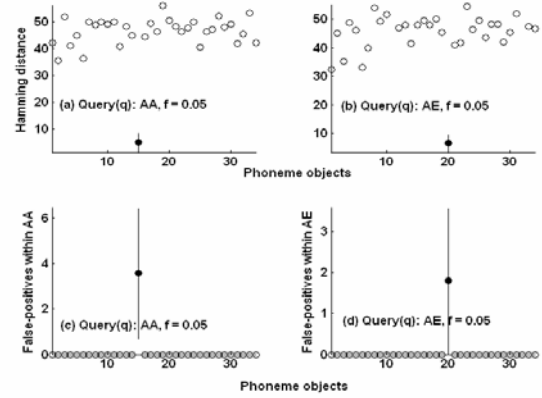 Hamming distance
50
40
30
20
10
(a) Query(q): AA, f = 0.05
10 20 30
50
40
30
20
10
(b) Query(q): AE, f = 0.05
10 20 30
Phoneme objects
False-positives within AA
6
4
2
0
(c) Query(q): AA, f = 0.05
10 20 30
False-positives within AE
3
2
1
0
(d) Query(q): AE, f = 0.05
10 20 30
Phoneme objects